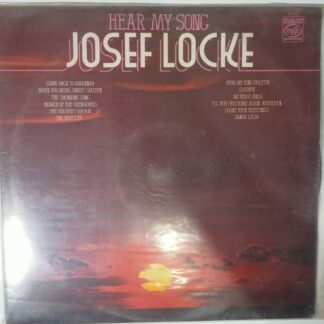 HEAR MY SONG
JOSEF LOCKE
mfp
COME BACK TO SORRENTO
WHEN YOU WERE SWEET SIXTEEN
THE DRINKING SONG
MARCH OF THE GRENADIERS
THE SOLDIERS DREAM
THE HOLY CITY
HEAR MY SONG VIOLETTA
GOODBYE
MY HEART AND I
I'LL TAKE YOU HOME AGAIN KATHLEEN
COUNT YOUR BLESSINGS
SANTA LUCIA